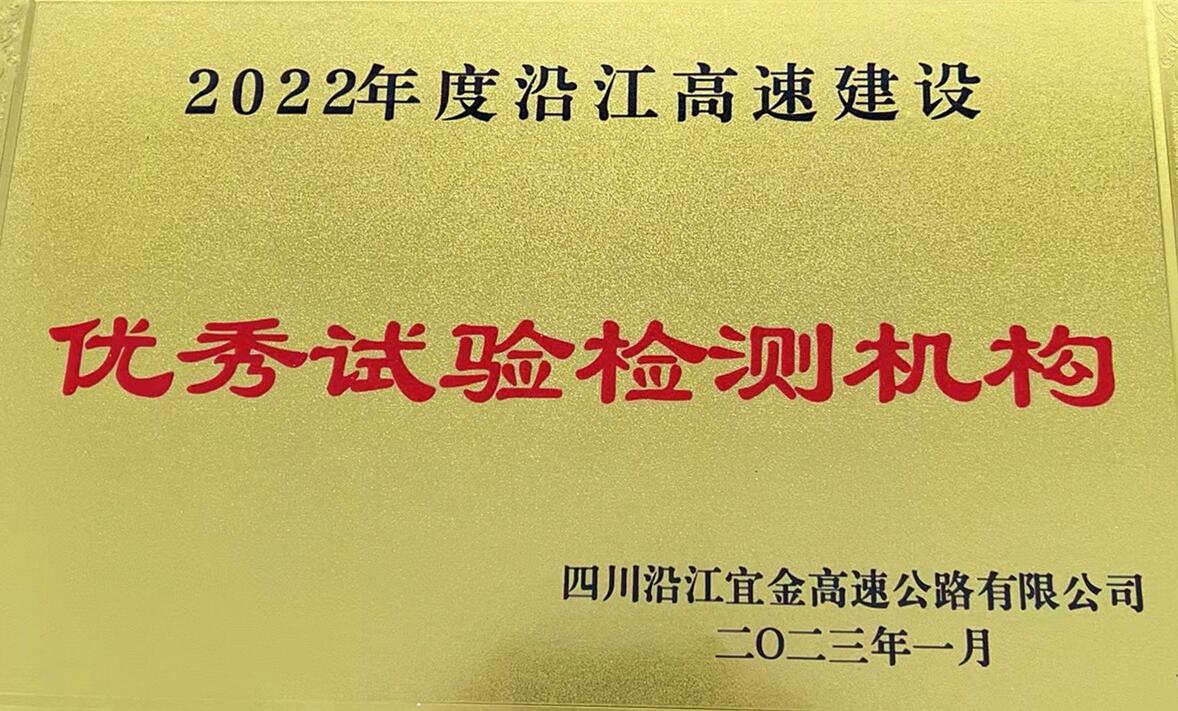 2022年度沿江高速建设
优秀试验检测机构
四川沿江宜金高速公路有限公司
二〇二三年一月